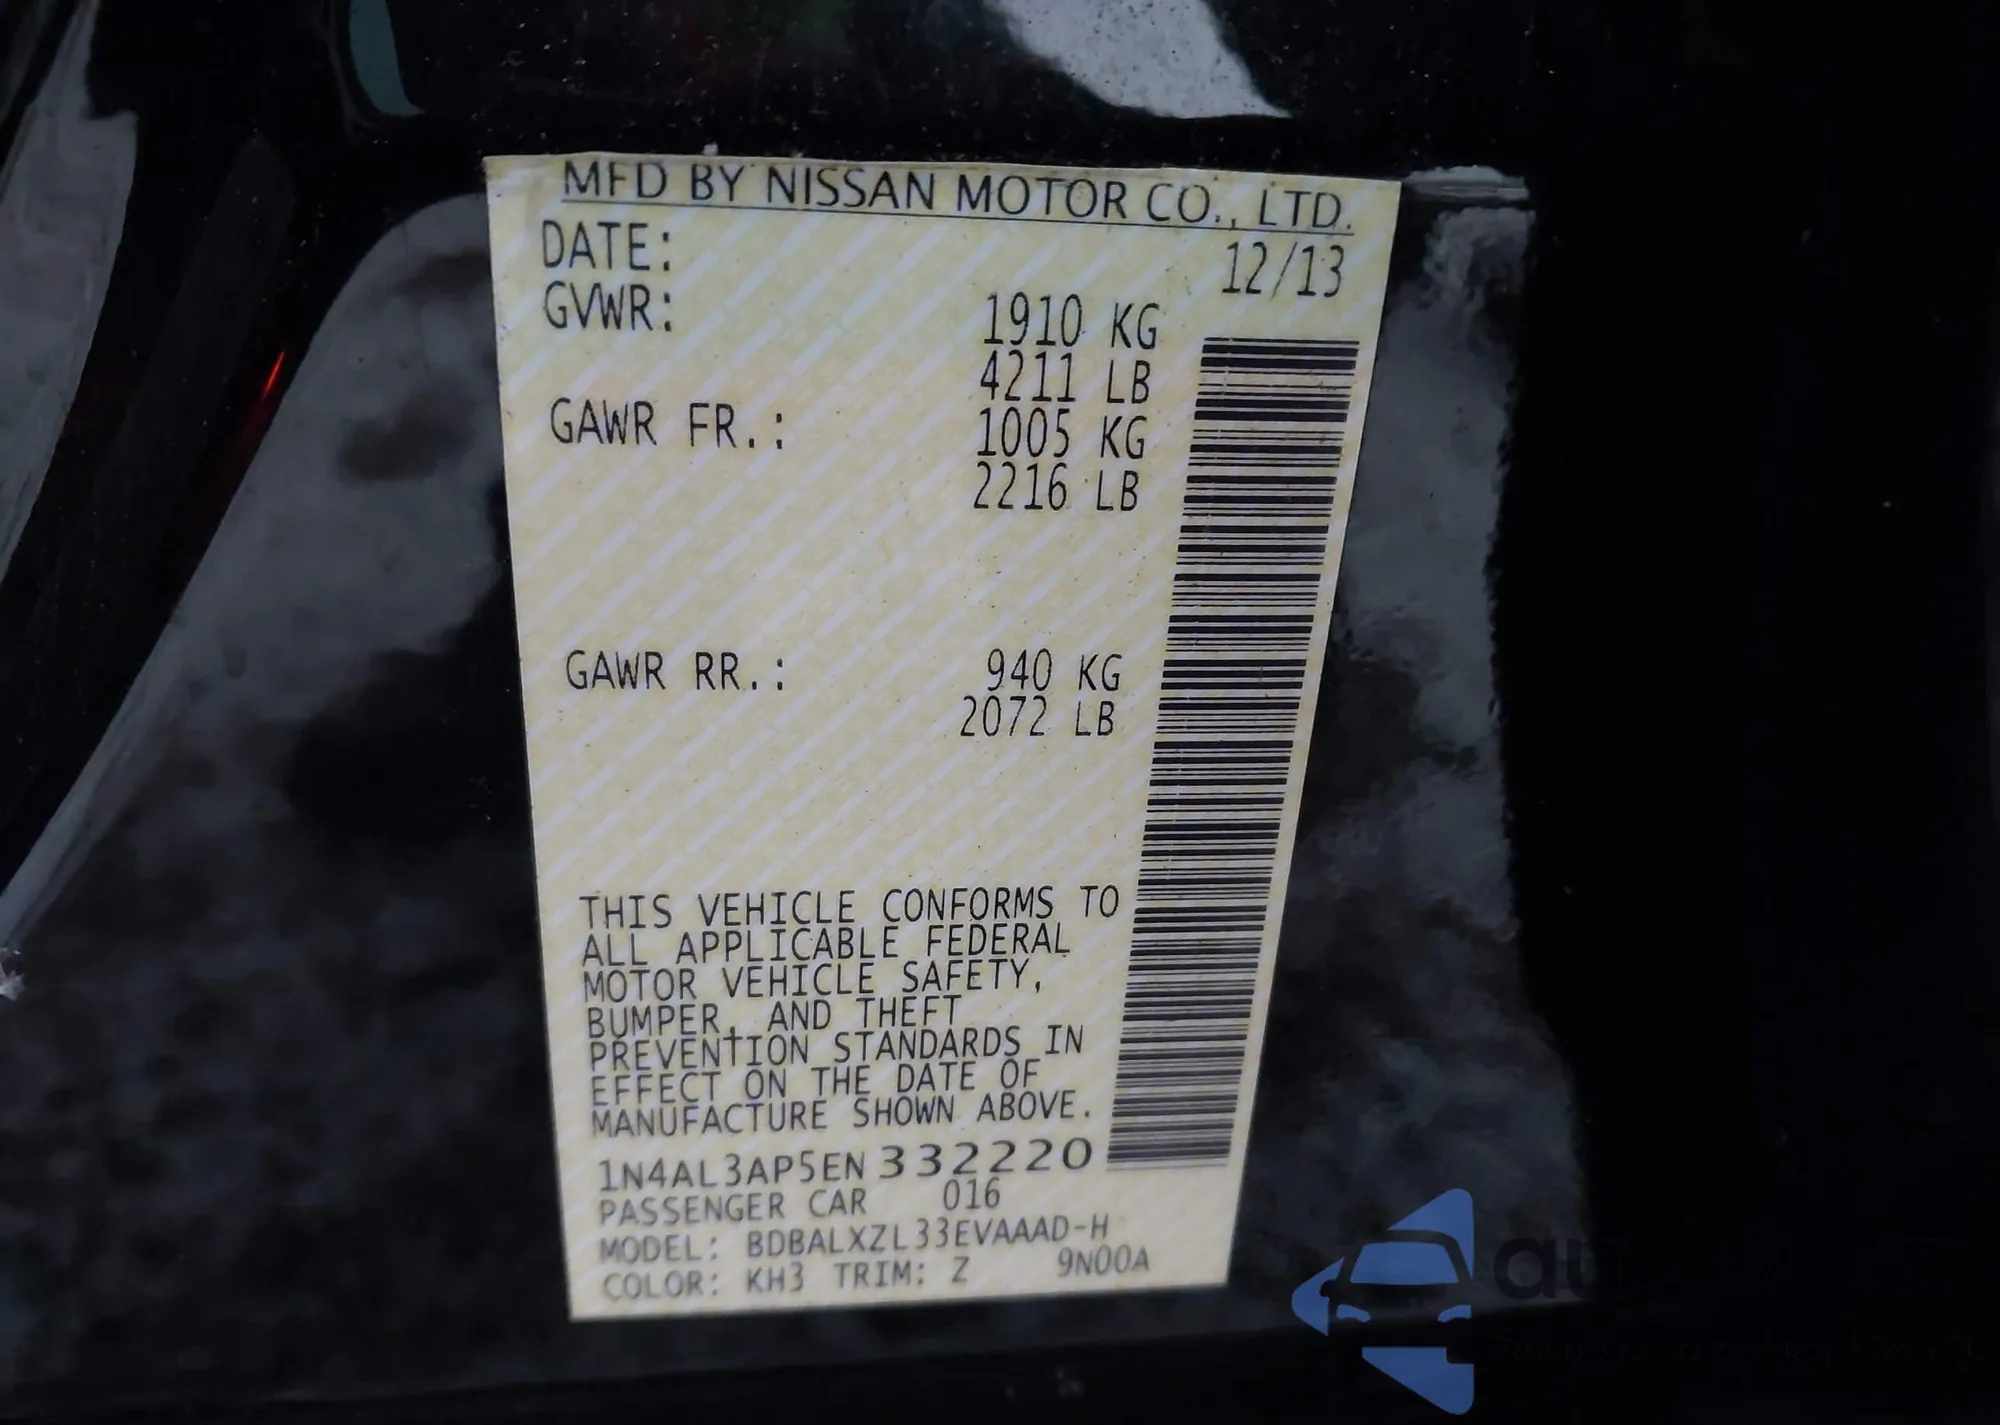 MFD BY NISSAN MOTOR CO., LTD.
DATE: 12/13
GVWR: 1910 KG
4211 LB
GAWR FR.: 1005 KG
2216 LB
GAWR RR.: 940 KG
2072 LB
THIS VEHICLE CONFORMS TO
ALL APPLICABLE FEDERAL
MOTOR VEHICLE SAFETY,
BUMPER, AND THEFT
PREVENTION STANDARDS IN
EFFECT ON THE DATE OF
MANUFACTURE SHOWN ABOVE.
1N4AL3AP5EN332220
PASSENGER CAR 016
MODEL: BDBALXZL33EVAAAD-H
COLOR: KH3 TRIM: Z 9N00A